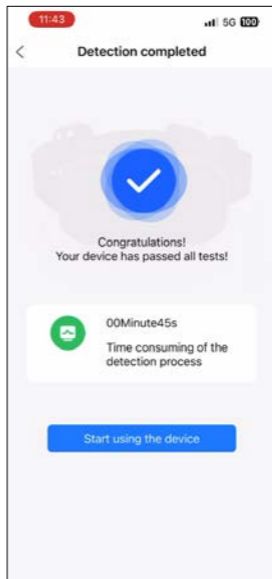 11:43
5G 100
Detection completed
Congratulations!
Your device has passed all tests!
00Minute45s
Time consuming of the
detection process
Start using the device